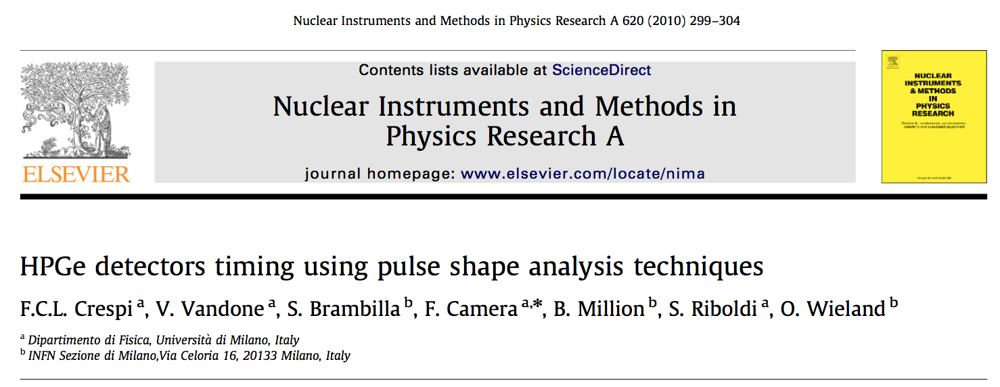 Nuclear Instruments and Methods in Physics Research A 620 (2010) 299–304
Contents lists available at ScienceDirect
Nuclear Instruments and Methods in
Physics Research A
journal homepage: www.elsevier.com/locate/nima
ELSEVIER
NUCLEAR
INSTRUMENTS
& METHODS
IN
PHYSICS
RESEARCH
HPGe detectors timing using pulse shape analysis techniques
F.C.L. Crespi a, V. Vandone a, S. Brambilla b, F. Camera a,*, B. Million b, S. Riboldi a, O. Wieland b
a Dipartimento di Fisica, Università di Milano, Italy
b INFN Sezione di Milano,Via Celoria 16, 20133 Milano, Italy